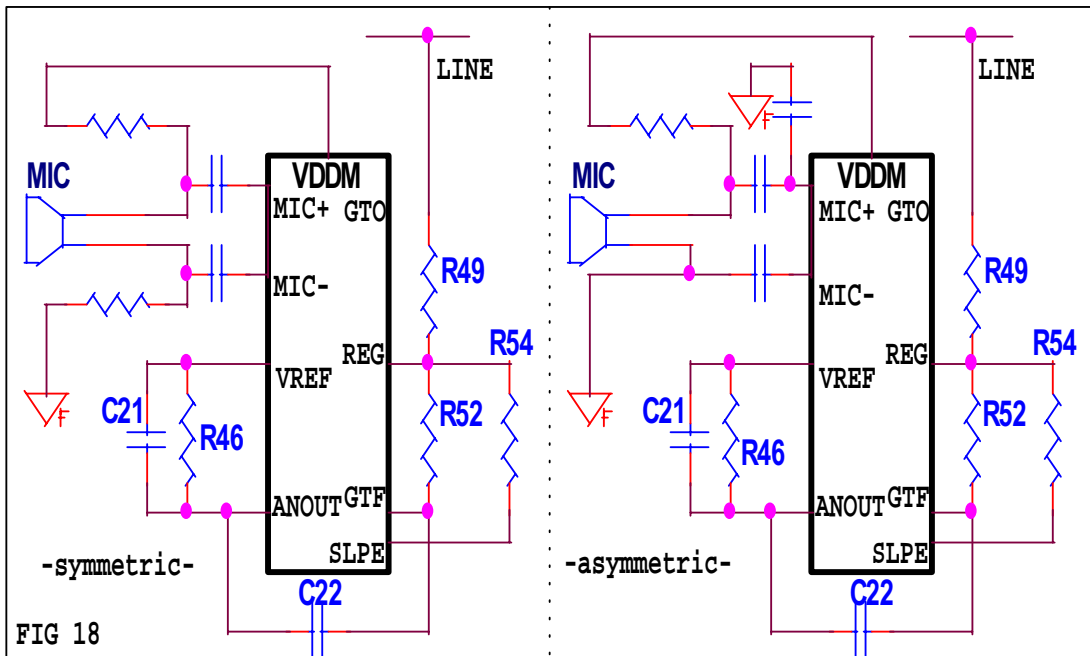 LINE
MIC
VDDM
MIC+ GTO
R49
MIC-
REG
R54
VREF
C21
R52
R46
ANOUT GTF
SLPE
-symmetric-
C22
F
FIG 18
LINE
F
MIC
VDDM
MIC+ GTO
R49
MIC-
REG
R54
VREF
C21
R52
R46
ANOUT GTF
SLPE
-asymmetric-
C22
F